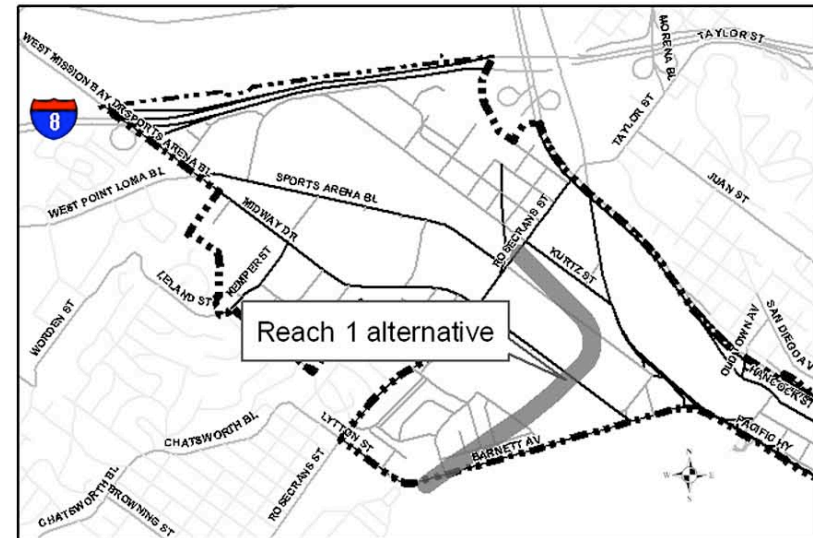 MORENA BL
TAYLOR ST
WEST MISSION BAY DR
SPORTS ARENA BL
8
TAYLOR ST
JUAN ST
WEST POINT LOMA BL
SPORTS ARENA BL
MIDWAY DR
ROSECRANS ST
KURTZ ST
KEMPER ST
LELAND ST
WORDEN ST
Reach 1 alternative
SAN DIEGO AV
HANCOCK ST
PACIFIC HY
CHATSWORTH BL
LYTTON ST
BARNETT AV
ROSECRANS ST
CHATSWORTH BL
BROWNING ST
N
W
E
S